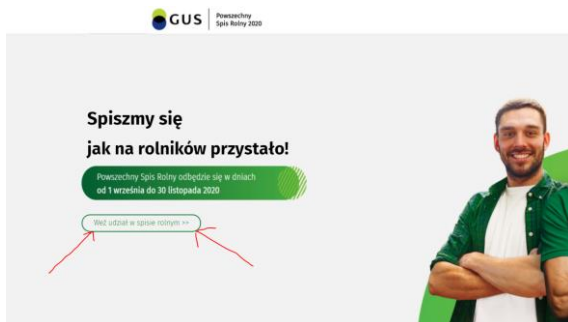 GUS
Powszechny
Spis Rolny 2020
Spiszmy się
jak na rolników przystało!
Powszechny Spis Rolny odbędzie się w dniach
od 1 września do 30 listopada 2020
Weź udział w spisie rolnym >>